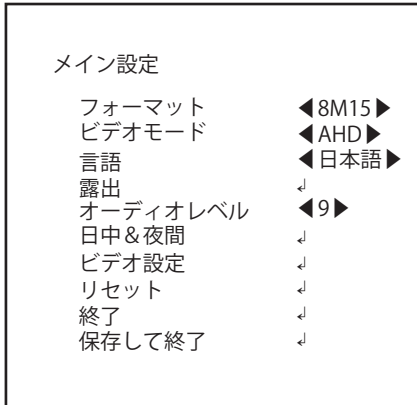 メイン設定
フォーマット ◀8M15▶
ビデオモード ◀AHD▶
言語 ◀日本語▶
露出 ↲
オーディオレベル ◀9▶
日中＆夜間 ↲
ビデオ設定 ↲
リセット ↲
終了 ↲
保存して終了 ↲